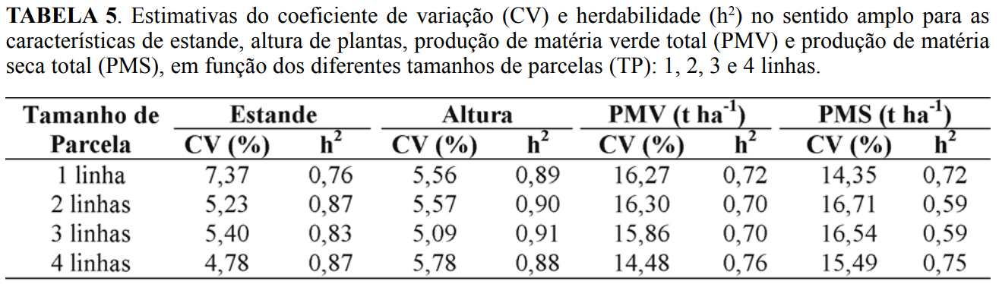 TABELA 5. Estimativas do coeficiente de variação (CV) e herdabilidade (h²) no sentido amplo para as
características de estande, altura de plantas, produção de matéria verde total (PMV) e produção de matéria
seca total (PMS), em função dos diferentes tamanhos de parcelas (TP): 1, 2, 3 e 4 linhas.
Tamanho de Parcela Estande Altura PMV (t ha⁻¹) PMS (t ha⁻¹)
CV (%) h² CV (%) h² CV (%) h² CV (%) h²
1 linha 7,37 0,76 5,56 0,89 16,27 0,72 14,35 0,72
2 linhas 5,23 0,87 5,57 0,90 16,30 0,70 16,71 0,59
3 linhas 5,40 0,83 5,09 0,91 15,86 0,70 16,54 0,59
4 linhas 4,78 0,87 5,78 0,88 14,48 0,76 15,49 0,75